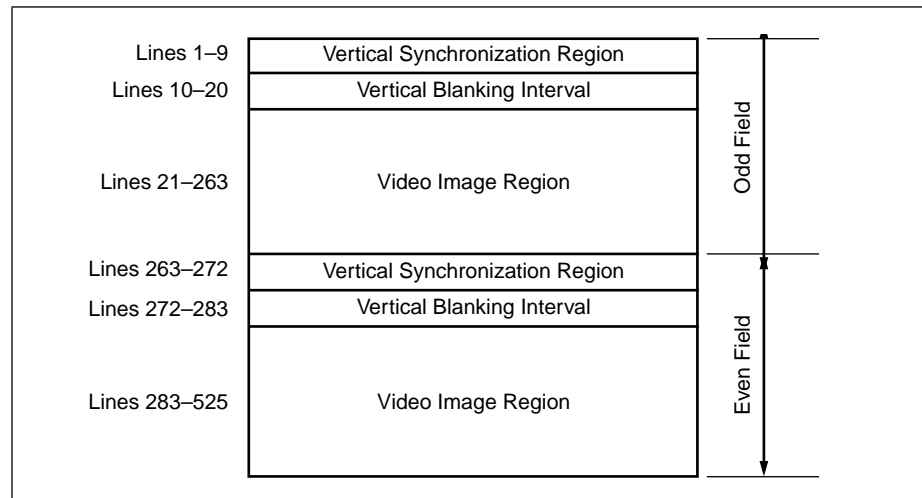 Lines 1–9
Vertical Synchronization Region
Lines 10–20
Vertical Blanking Interval
Lines 21–263
Video Image Region
Odd Field
Lines 263–272
Vertical Synchronization Region
Lines 272–283
Vertical Blanking Interval
Lines 283–525
Video Image Region
Even Field